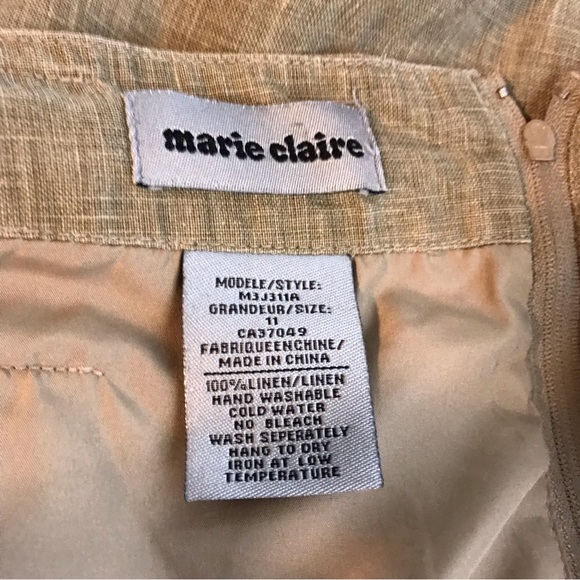 marie claire
MODELE/STYLE:
M3J311A
GRANDEUR/SIZE:
11
CA37049
FABRIQUEENCHINE/
MADE IN CHINA
100%LINEN/LINEN
HAND WASHABLE
COLD WATER
NO BLEACH
WASH SEPERATELY
HANG TO DRY
IRON AT LOW
TEMPERATURE